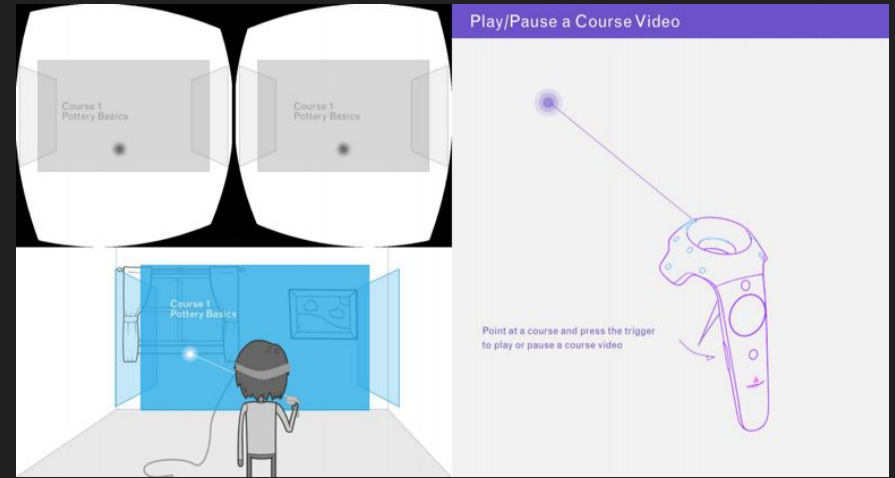 Course 1
Pottery Basics
Course 1
Pottery Basics
Course 1
Pottery Basics
Play/Pause a Course Video
Point at a course and press the trigger
to play or pause a course video